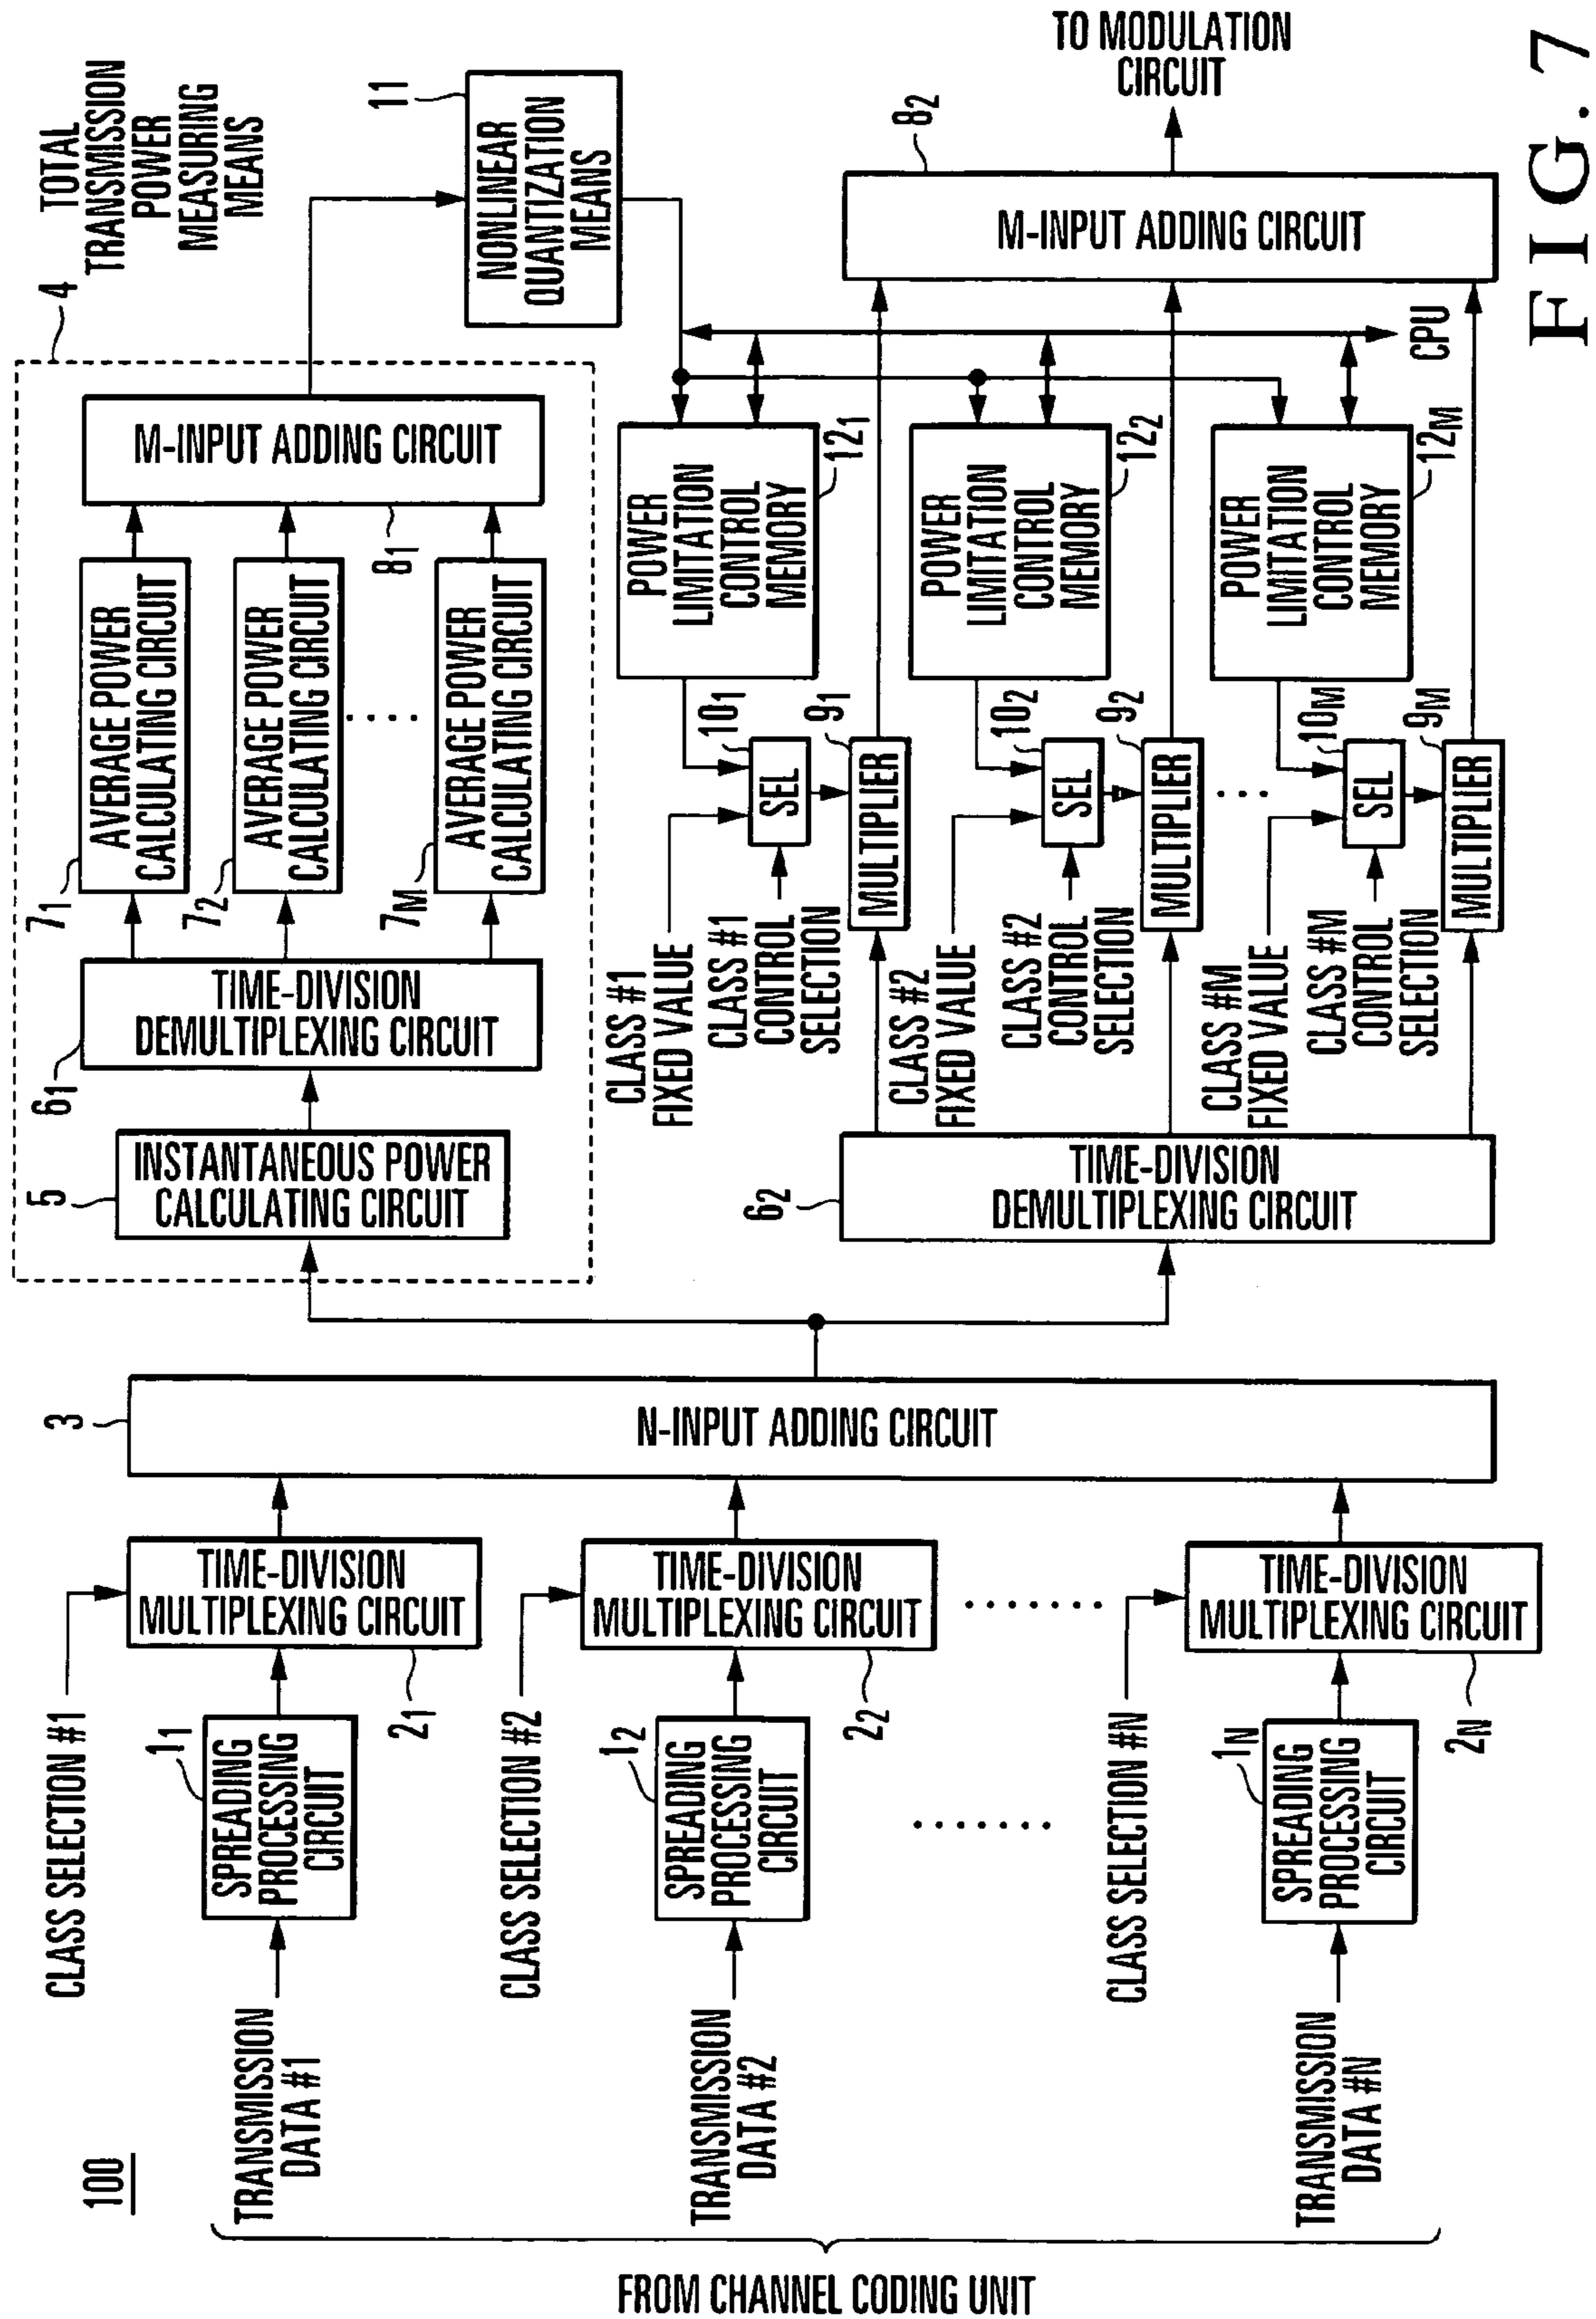 100
FROM CHANNEL CODING UNIT
TRANSMISSION
DATA #1
CLASS SELECTION #1
1₁
SPREADING
PROCESSING
CIRCUIT
TIME-DIVISION
MULTIPLEXING CIRCUIT
2₁
TRANSMISSION
DATA #2
CLASS SELECTION #2
1₂
SPREADING
PROCESSING
CIRCUIT
TIME-DIVISION
MULTIPLEXING CIRCUIT
2₂
TRANSMISSION
DATA #N
CLASS SELECTION #N
1N
SPREADING
PROCESSING
CIRCUIT
TIME-DIVISION
MULTIPLEXING CIRCUIT
2N
3
N-INPUT ADDING CIRCUIT
TOTAL
TRANSMISSION
POWER
MEASURING
MEANS
4
5
INSTANTANEOUS POWER
CALCULATING CIRCUIT
6₁
TIME-DIVISION
DEMULTIPLEXING CIRCUIT
7₁
AVERAGE POWER
CALCULATING CIRCUIT
7₂
AVERAGE POWER
CALCULATING CIRCUIT
7M
AVERAGE POWER
CALCULATING CIRCUIT
M-INPUT ADDING CIRCUIT
8₁
11
NONLINEAR
QUANTIZATION
MEANS
6₂
TIME-DIVISION
DEMULTIPLEXING CIRCUIT
CLASS #1
FIXED VALUE
CLASS #1
CONTROL
SELECTION
10₁
SEL
9₁
MULTIPLIER
POWER
LIMITATION
CONTROL
MEMORY
12₁
CLASS #2
FIXED VALUE
CLASS #2
CONTROL
SELECTION
10₂
SEL
9₂
MULTIPLIER
POWER
LIMITATION
CONTROL
MEMORY
12₂
CLASS #M
FIXED VALUE
CLASS #M
CONTROL
SELECTION
10M
SEL
9M
MULTIPLIER
POWER
LIMITATION
CONTROL
MEMORY
12M
CPU
8₂
M-INPUT ADDING CIRCUIT
TO MODULATION
CIRCUIT
FIG. 7